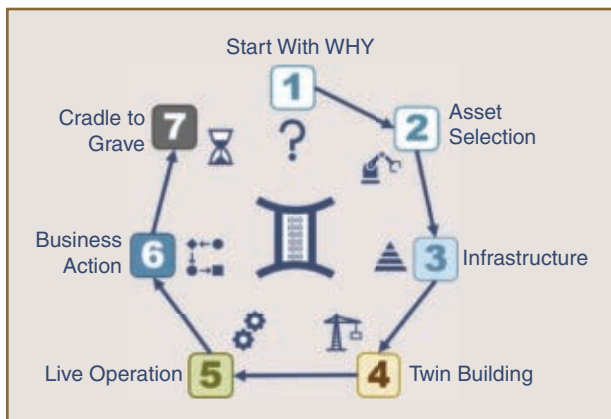 Start With WHY
1
2
Asset
Selection
3
Infrastructure
4
Twin Building
5
Live Operation
6
Business
Action
7
Cradle to
Grave
?